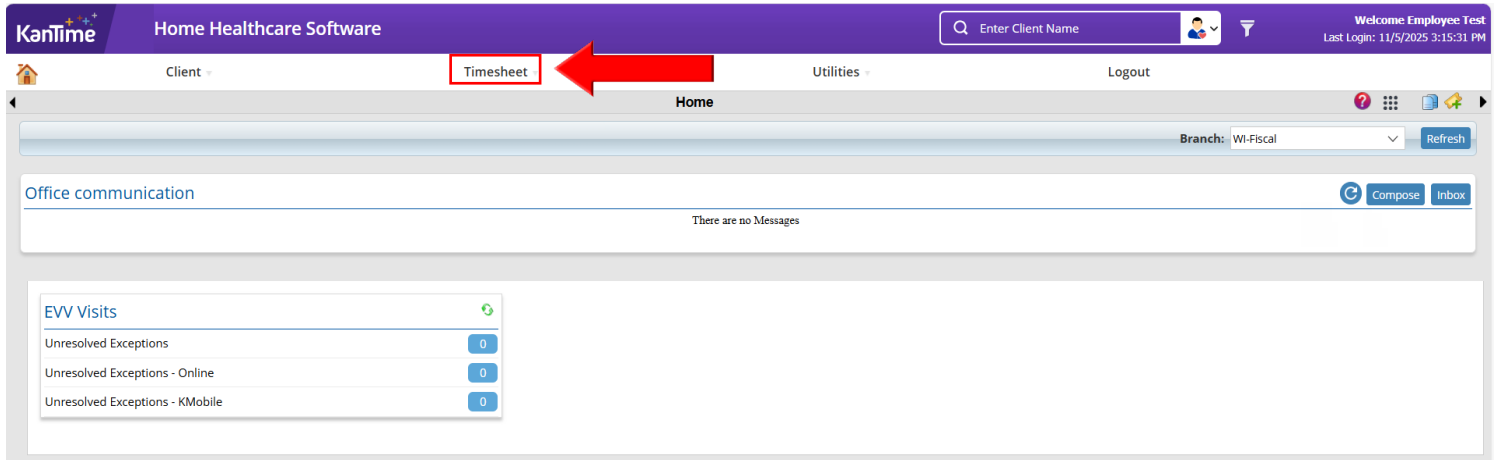 KanTime
Home Healthcare Software
Enter Client Name
Welcome Employee Test
Last Login: 11/5/2025 3:15:31 PM
Client
Timesheet
Utilities
Logout
Home
?
Branch: WI-Fiscal
Refresh
Office communication
Compose
Inbox
There are no Messages
EVV Visits
Unresolved Exceptions 0
Unresolved Exceptions - Online 0
Unresolved Exceptions - KMobile 0